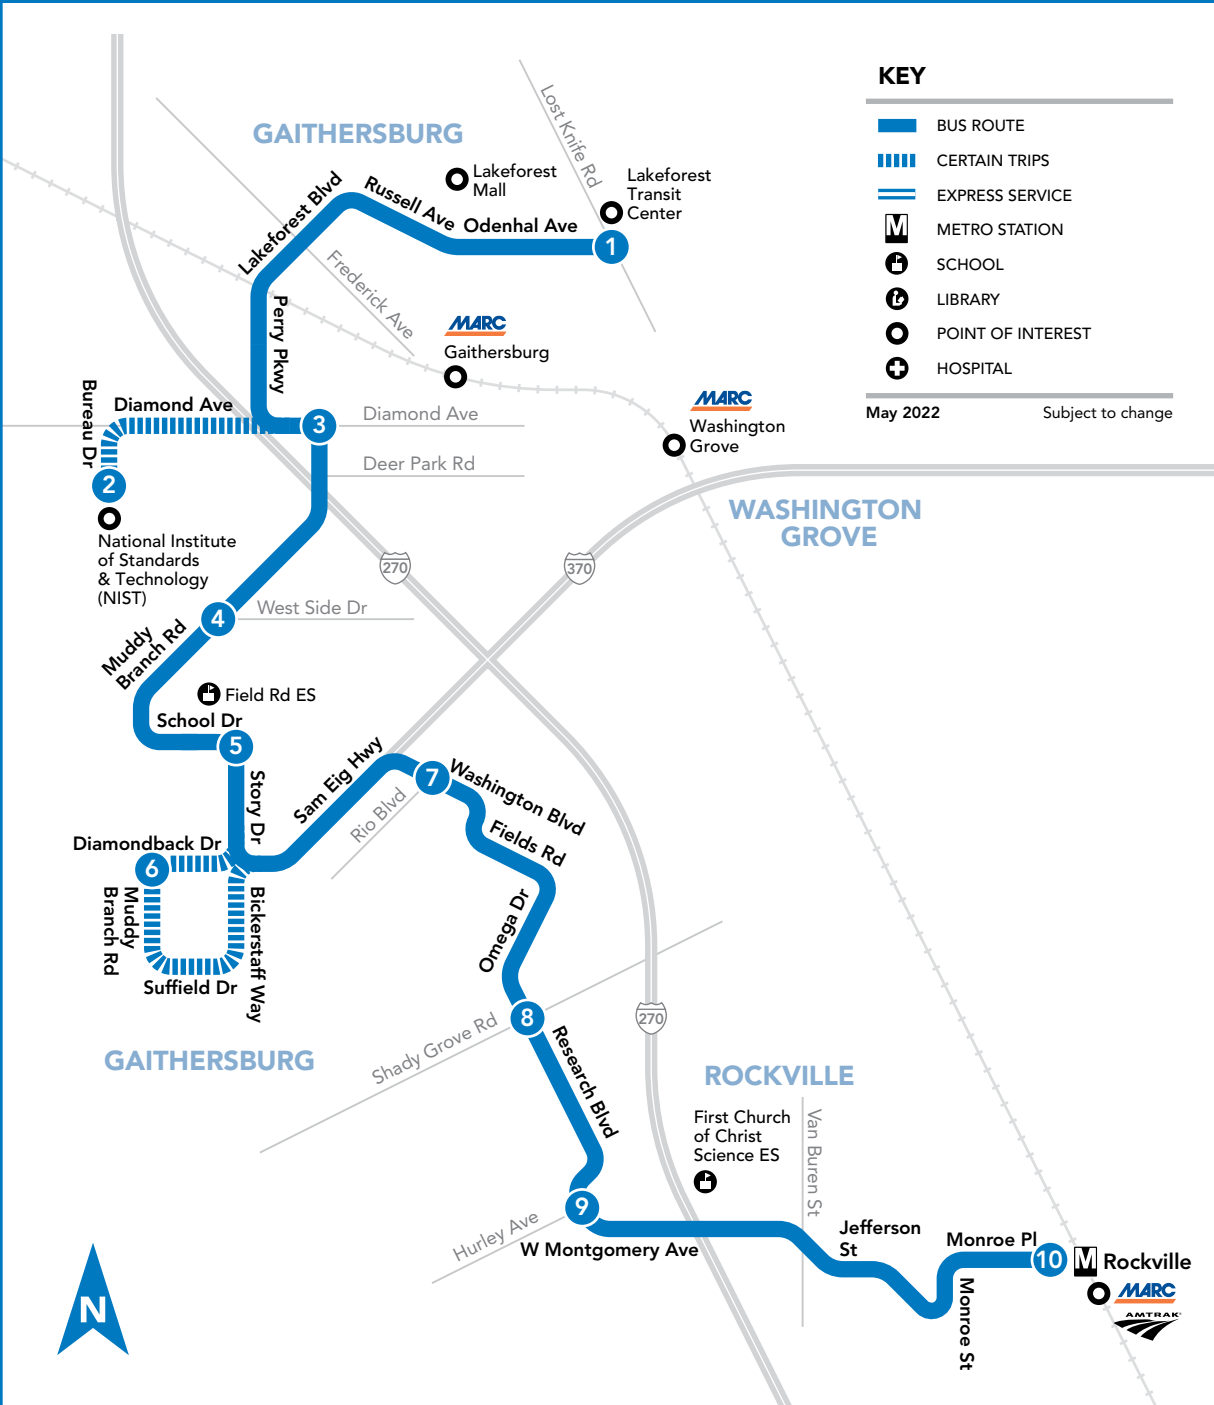 KEY
BUS ROUTE
CERTAIN TRIPS
EXPRESS SERVICE
M
METRO STATION
SCHOOL
LIBRARY
POINT OF INTEREST
HOSPITAL
May 2022
Subject to change
GAITHERSBURG
Lost Knife Rd
Lakeforest
Mall
Lakeforest
Transit
Center
Lakeforest Blvd
Russell Ave
Odenhal Ave
1
Frederick Ave
Perry Pkwy
MARC
Gaithersburg
MARC
Washington
Grove
Bureau Dr
Diamond Ave
3
Diamond Ave
Deer Park Rd
2
National Institute
of Standards
& Technology
(NIST)
WASHINGTON
GROVE
270
370
4
West Side Dr
Muddy
Branch Rd
Field Rd ES
School Dr
5
Story Dr
Sam Eig Hwy
7
Washington Blvd
Rio Blvd
Fields Rd
Diamondback Dr
6
Muddy
Branch Rd
Bickerstaff Way
Suffield Dr
Omega Dr
8
Shady Grove Rd
270
Research Blvd
GAITHERSBURG
ROCKVILLE
First Church
of Christ
Science ES
Van Buren St
9
Hurley Ave
W Montgomery Ave
Jefferson
St
Monroe Pl
10
M
Rockville
MARC
AMTRAK
Monroe St
N